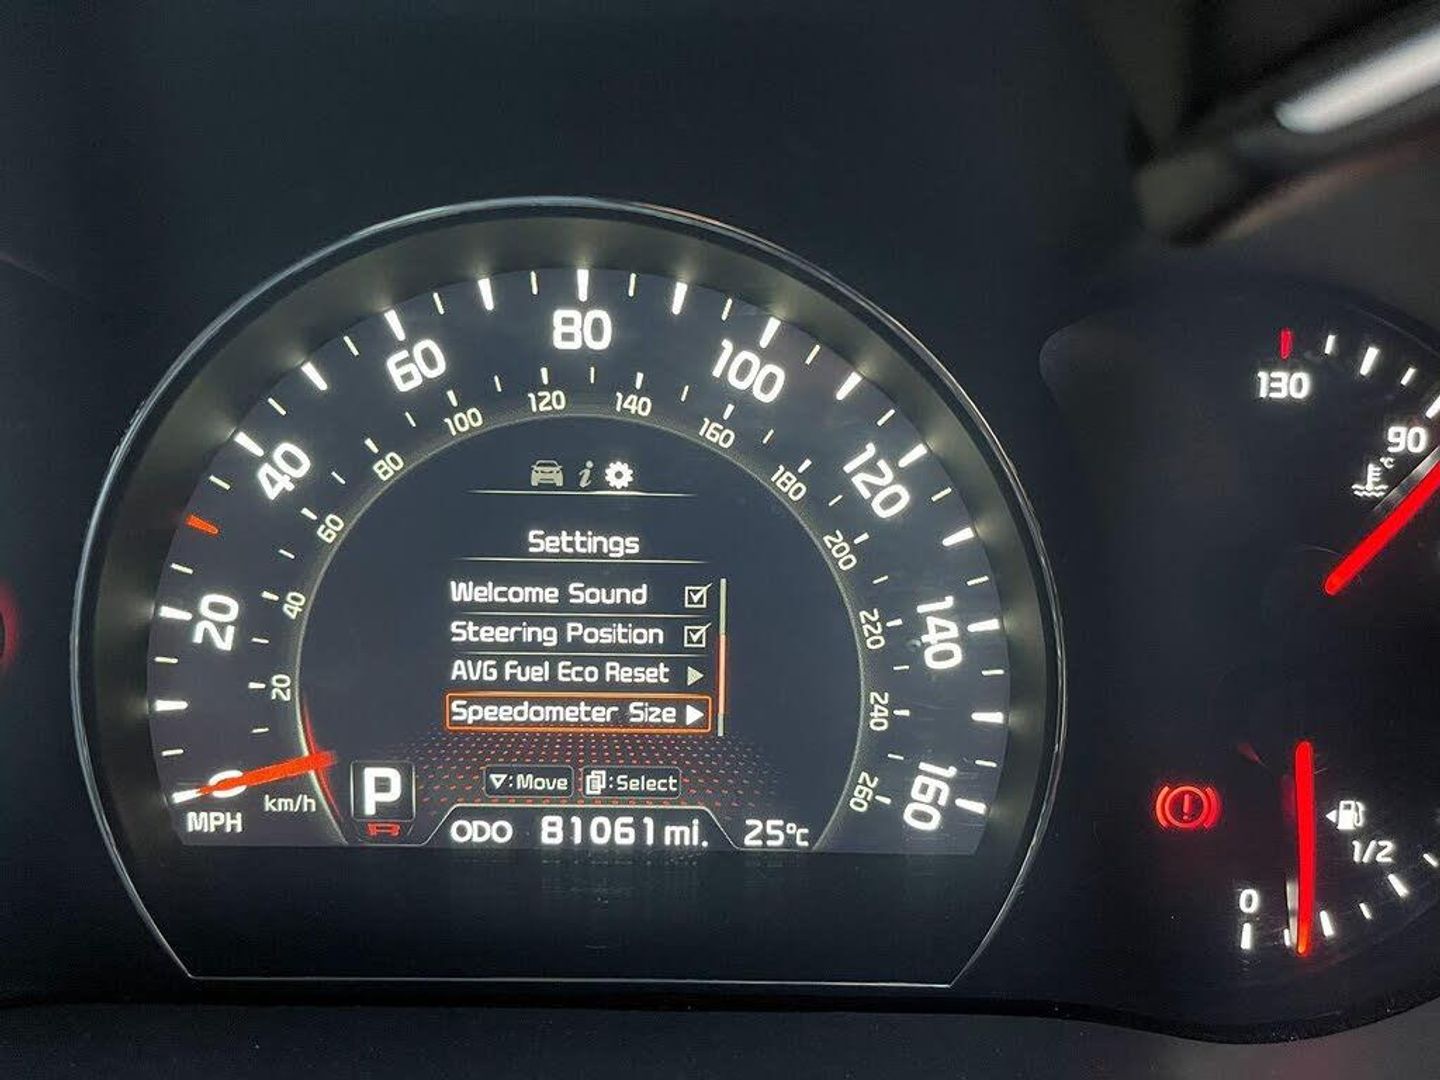 80
60
100
40
120
20
140
160
0
MPH
120
140
100
160
80
180
60
200
40
220
20
240
260
km/h
i
Settings
Welcome Sound
Steering Position
AVG Fuel Eco Reset
Speedometer Size
:Move
:Select
P
ODO 81061 mi. 25°C
130
90
°C
1/2
0